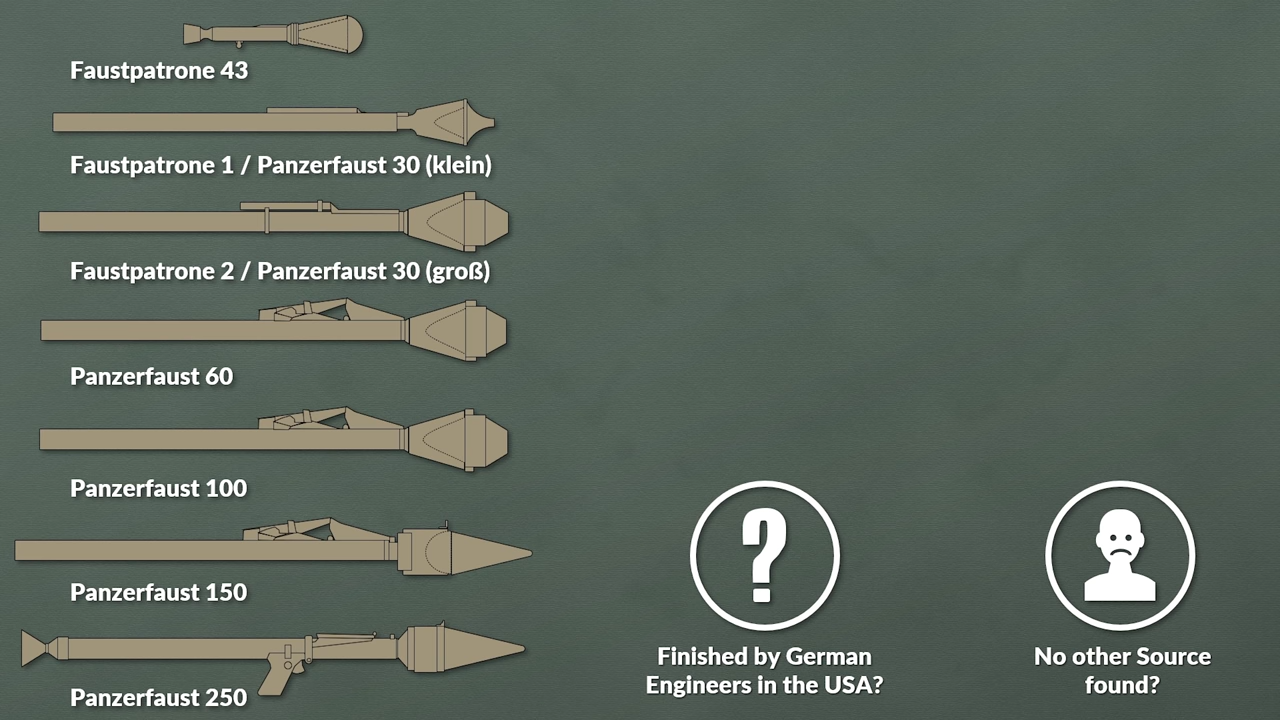 Faustpatrone 43
Faustpatrone 1 / Panzerfaust 30 (klein)
Faustpatrone 2 / Panzerfaust 30 (groß)
Panzerfaust 60
Panzerfaust 100
Panzerfaust 150
Panzerfaust 250
?
Finished by German
Engineers in the USA?
No other Source
found?